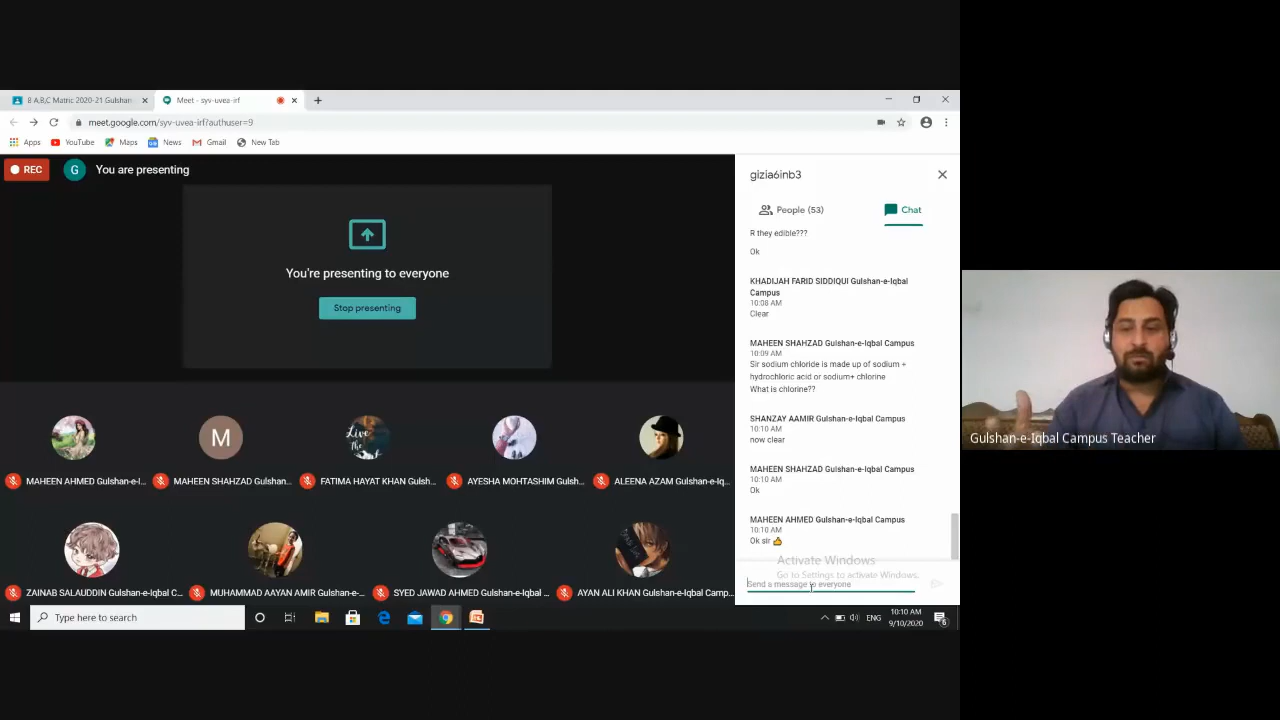 8 A,B,C Matric 2020-21 Gulshan
Meet - syv-uvea-irf
meet.google.com/syv-uvea-irf?authuser=9
Apps YouTube Maps News Gmail New Tab
REC G You are presenting
You're presenting to everyone
Stop presenting
M
MAHEEN AHMED Gulshan-e-I... MAHEEN SHAHZAD Gulshan... FATIMA HAYAT KHAN Gulsh... AYESHA MOHTASHIM Gulsh... ALEENA AZAM Gulshan-e-Iq...
ZAINAB SALAUDDIN Gulshan-e-Iqbal C... MUHAMMAD AAYAN AMIR Gulshan-e-... SYED JAWAD AHMED Gulshan-e-Iqbal... AYAN ALI KHAN Gulshan-e-Iqbal Camp...
gizia6inb3
People (53) Chat
R they edible???
Ok
KHADIJAH FARID SIDDIQUI Gulshan-e-Iqbal
Campus
10:08 AM
Clear
MAHEEN SHAHZAD Gulshan-e-Iqbal Campus
10:09 AM
Sir sodium chloride is made up of sodium +
hydrochloric acid or sodium+ chlorine
What is chlorine??
SHANZAY AAMIR Gulshan-e-Iqbal Campus
10:10 AM
now clear
MAHEEN SHAHZAD Gulshan-e-Iqbal Campus
10:10 AM
Ok
MAHEEN AHMED Gulshan-e-Iqbal Campus
10:10 AM
Ok sir 👍
Activate Windows
Go to Settings to activate Windows.
Send a message to everyone
Gulshan-e-Iqbal Campus Teacher
Type here to search
ENG
10:10 AM
9/10/2020